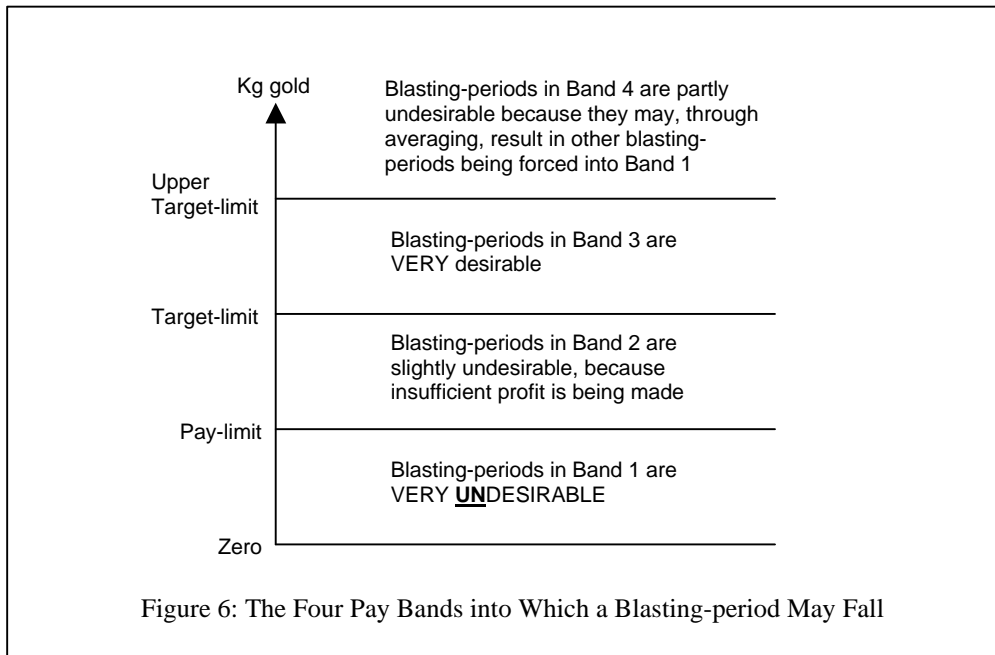 Kg gold
Blasting-periods in Band 4 are partly
undesirable because they may, through
averaging, result in other blasting-
periods being forced into Band 1
Upper
Target-limit
Blasting-periods in Band 3 are
VERY desirable
Target-limit
Blasting-periods in Band 2 are
slightly undesirable, because
insufficient profit is being made
Pay-limit
Blasting-periods in Band 1 are
VERY UNDESIRABLE
Zero
Figure 6: The Four Pay Bands into Which a Blasting-period May Fall